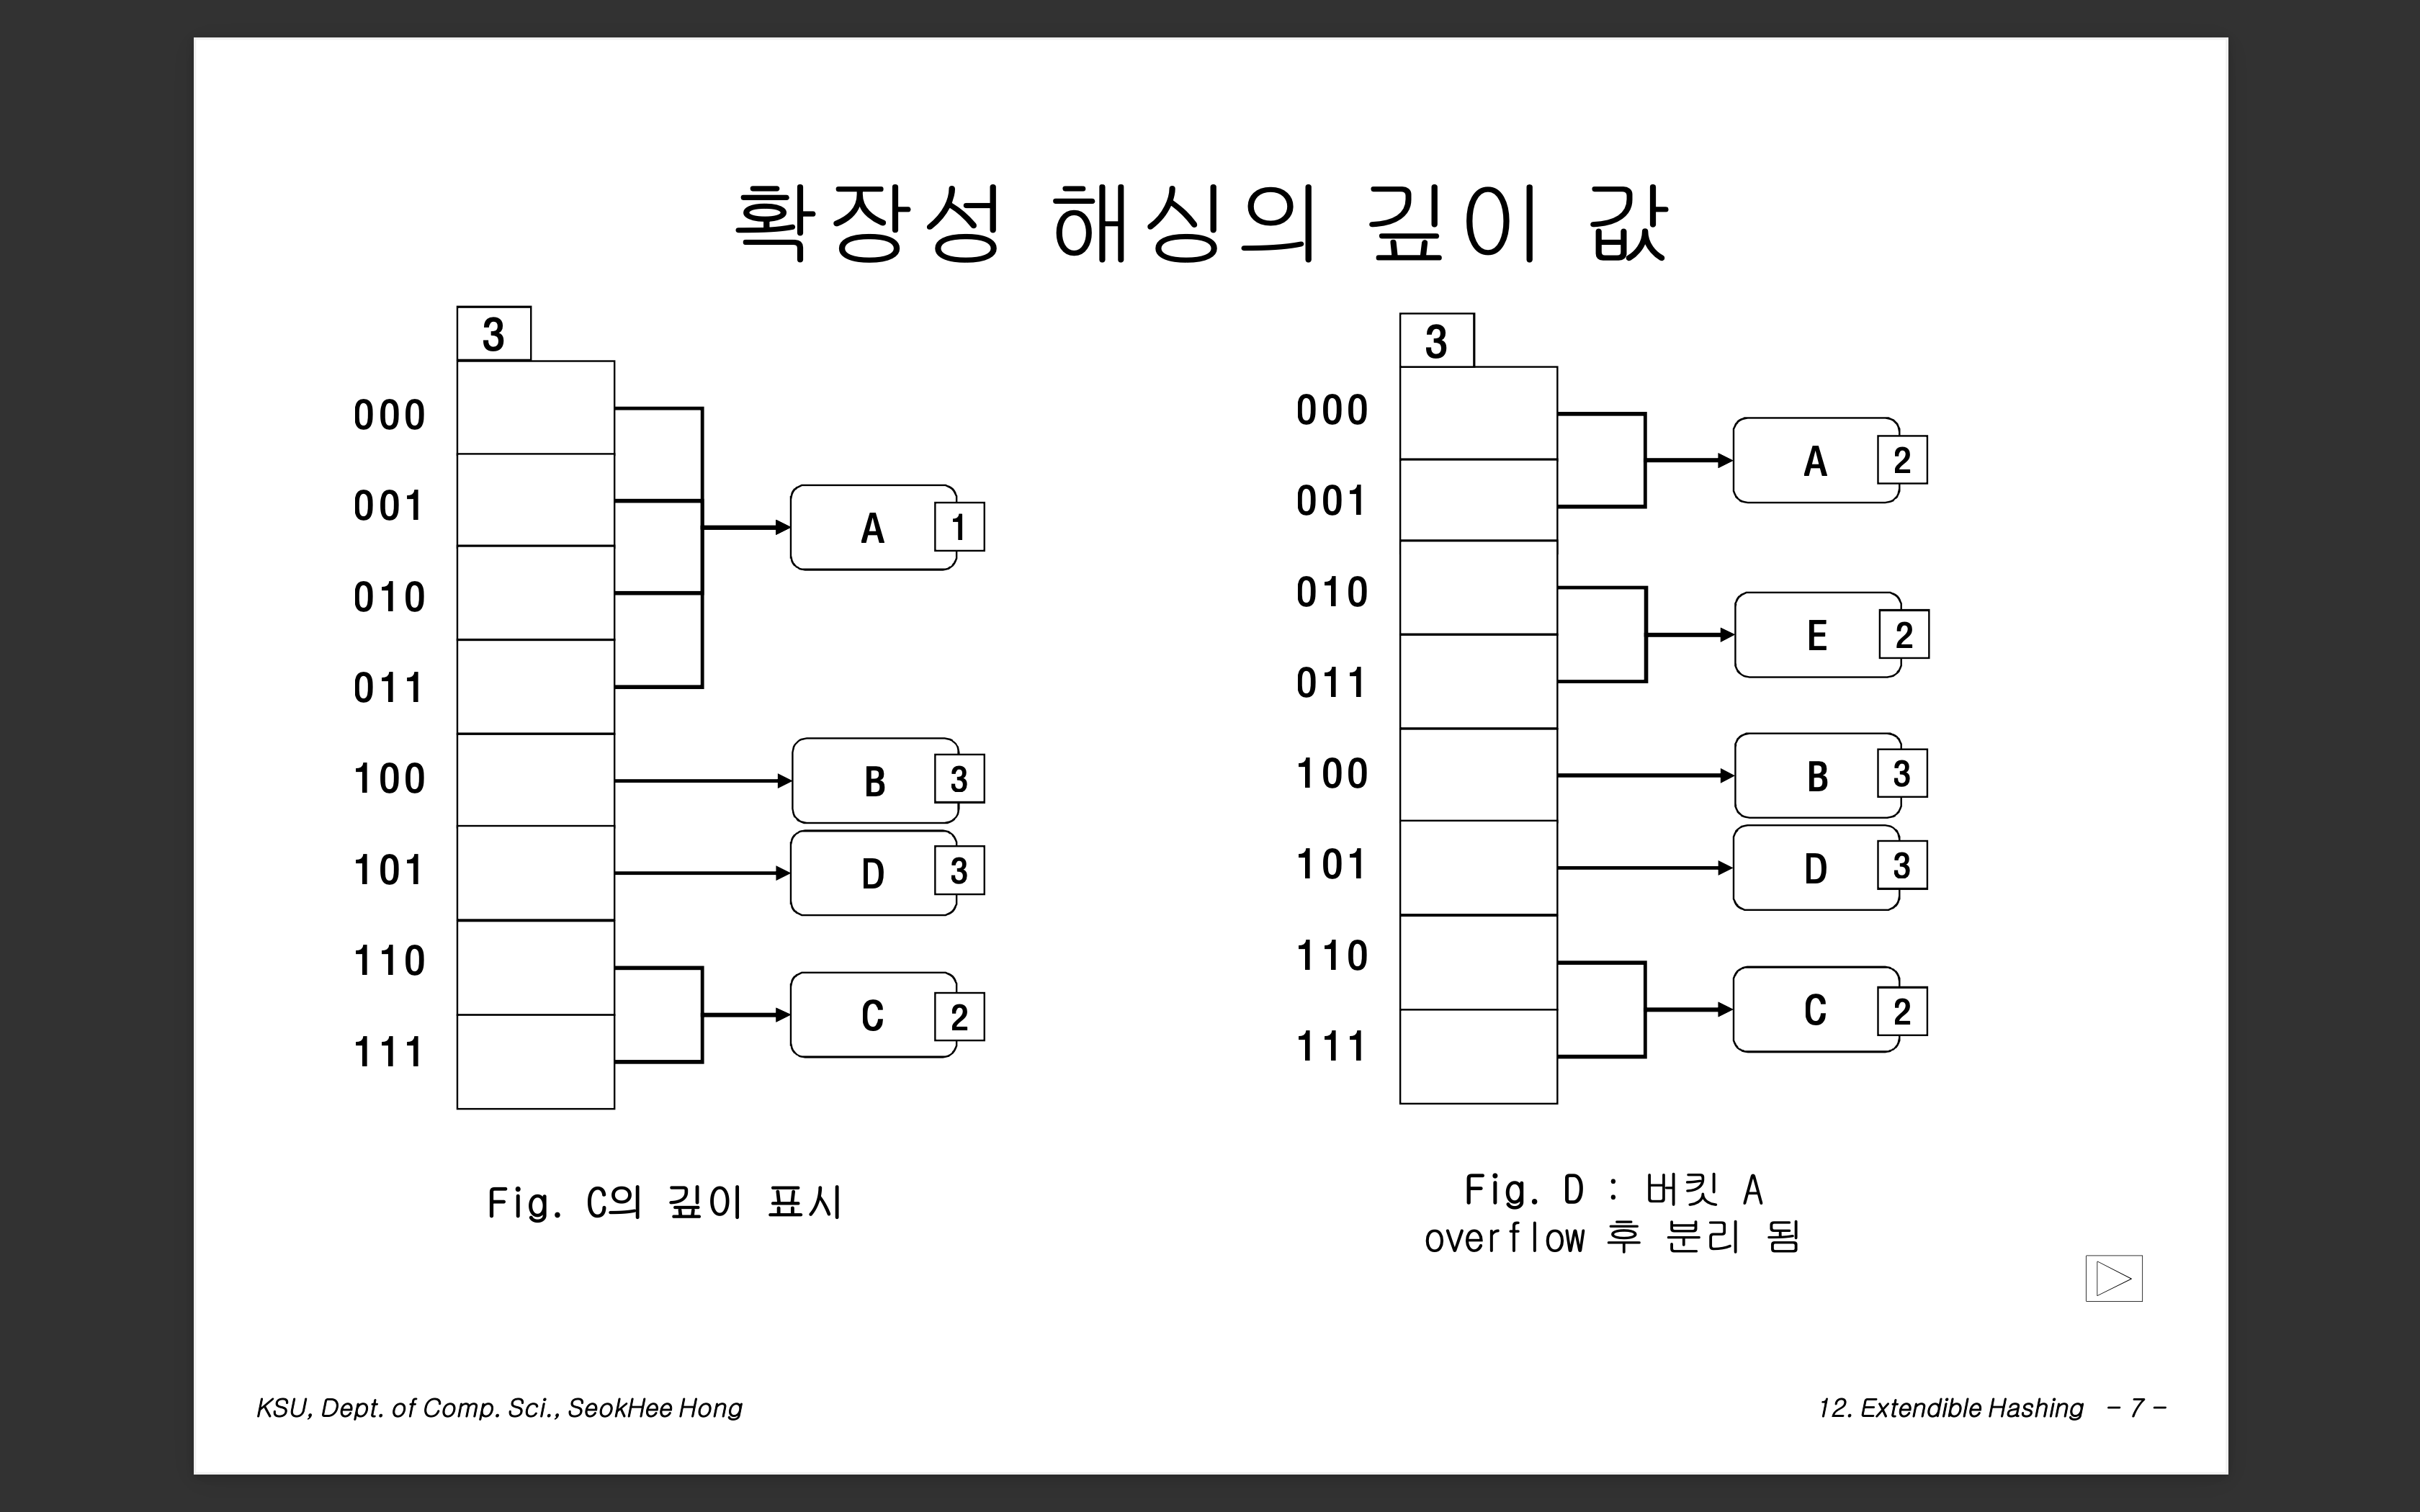 확장성 해싱의 깊이 값
3
000
001
010
011
100
101
110
111
A 1
B 3
D 3
C 2
Fig. C의 깊이 표시
3
000
001
010
011
100
101
110
111
A 2
E 2
B 3
D 3
C 2
Fig. D : 버킷 A
overflow 후 분리 됨
KSU, Dept. of Comp. Sci., SeokHee Hong
12. Extendible Hashing - 7 -